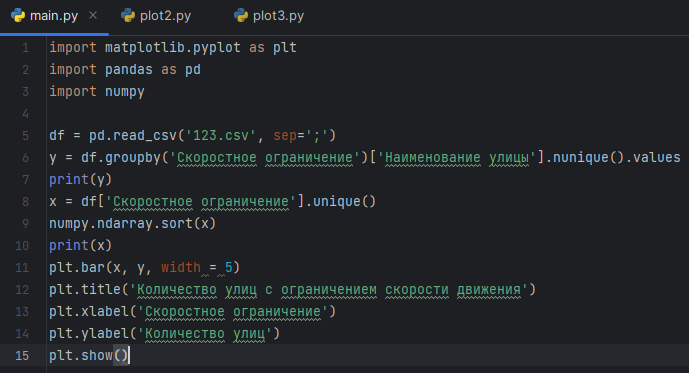 main.py × plot2.py plot3.py
1 import matplotlib.pyplot as plt
2 import pandas as pd
3 import numpy
4
5 df = pd.read_csv('123.csv', sep=';')
6 y = df.groupby('Скоростное ограничение')['Наименование улицы'].nunique().values
7 print(y)
8 x = df['Скоростное ограничение'].unique()
9 numpy.ndarray.sort(x)
10 print(x)
11 plt.bar(x, y, width = 5)
12 plt.title('Количество улиц с ограничением скорости движения')
13 plt.xlabel('Скоростное ограничение')
14 plt.ylabel('Количество улиц')
15 plt.show()